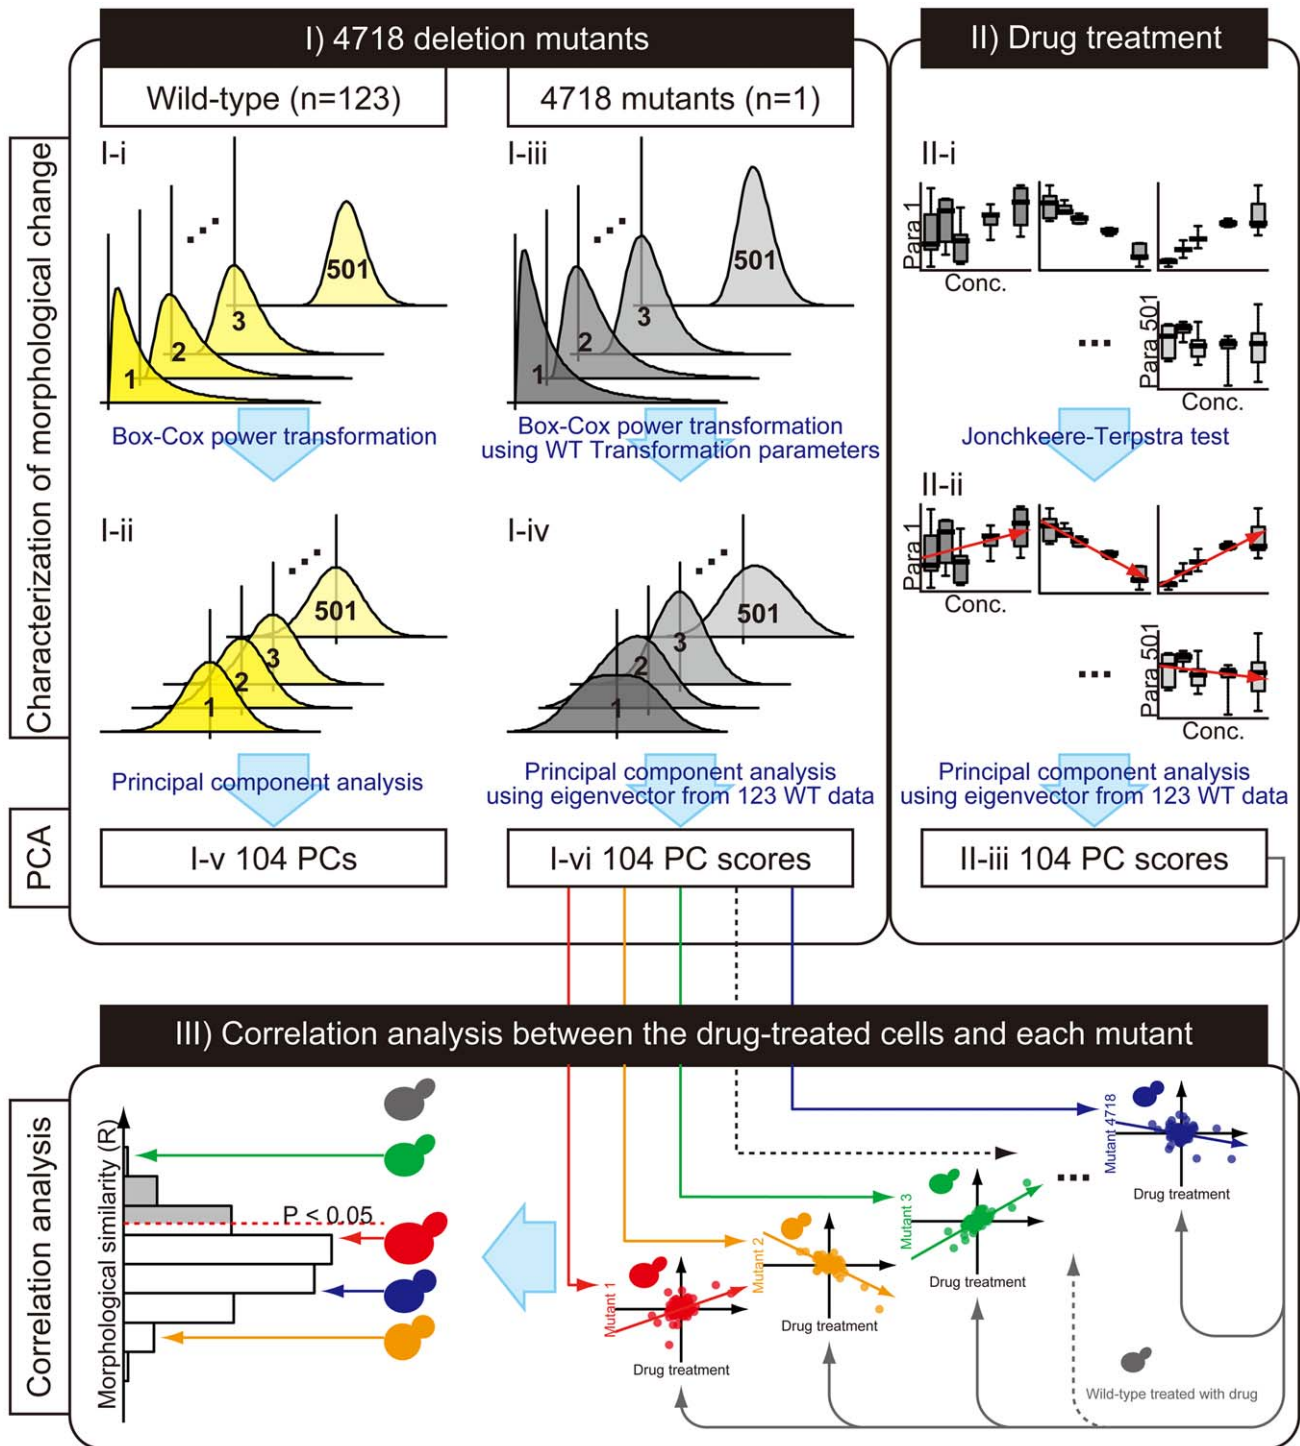 I) 4718 deletion mutants
II) Drug treatment
Wild-type (n=123)
4718 mutants (n=1)
Characterization of morphological change
I-i
1
2
3
501
Box-Cox power transformation
I-iii
1
2
3
501
Box-Cox power transformation
using WT Transformation parameters
II-i
Para 1
Conc.
Para 501
Conc.
Jonchkeere-Terpstra test
I-ii
1
2
3
501
Principal component analysis
I-iv
1
2
3
501
Principal component analysis
using eigenvector from 123 WT data
II-ii
Para 1
Conc.
Para 501
Conc.
Principal component analysis
using eigenvector from 123 WT data
PCA
I-v 104 PCs
I-vi 104 PC scores
II-iii 104 PC scores
III) Correlation analysis between the drug-treated cells and each mutant
Correlation analysis
Morphological similarity (R)
P < 0.05
Mutant 1
Drug treatment
Mutant 2
Drug treatment
Mutant 3
Drug treatment
Mutant 4718
Drug treatment
Wild-type treated with drug